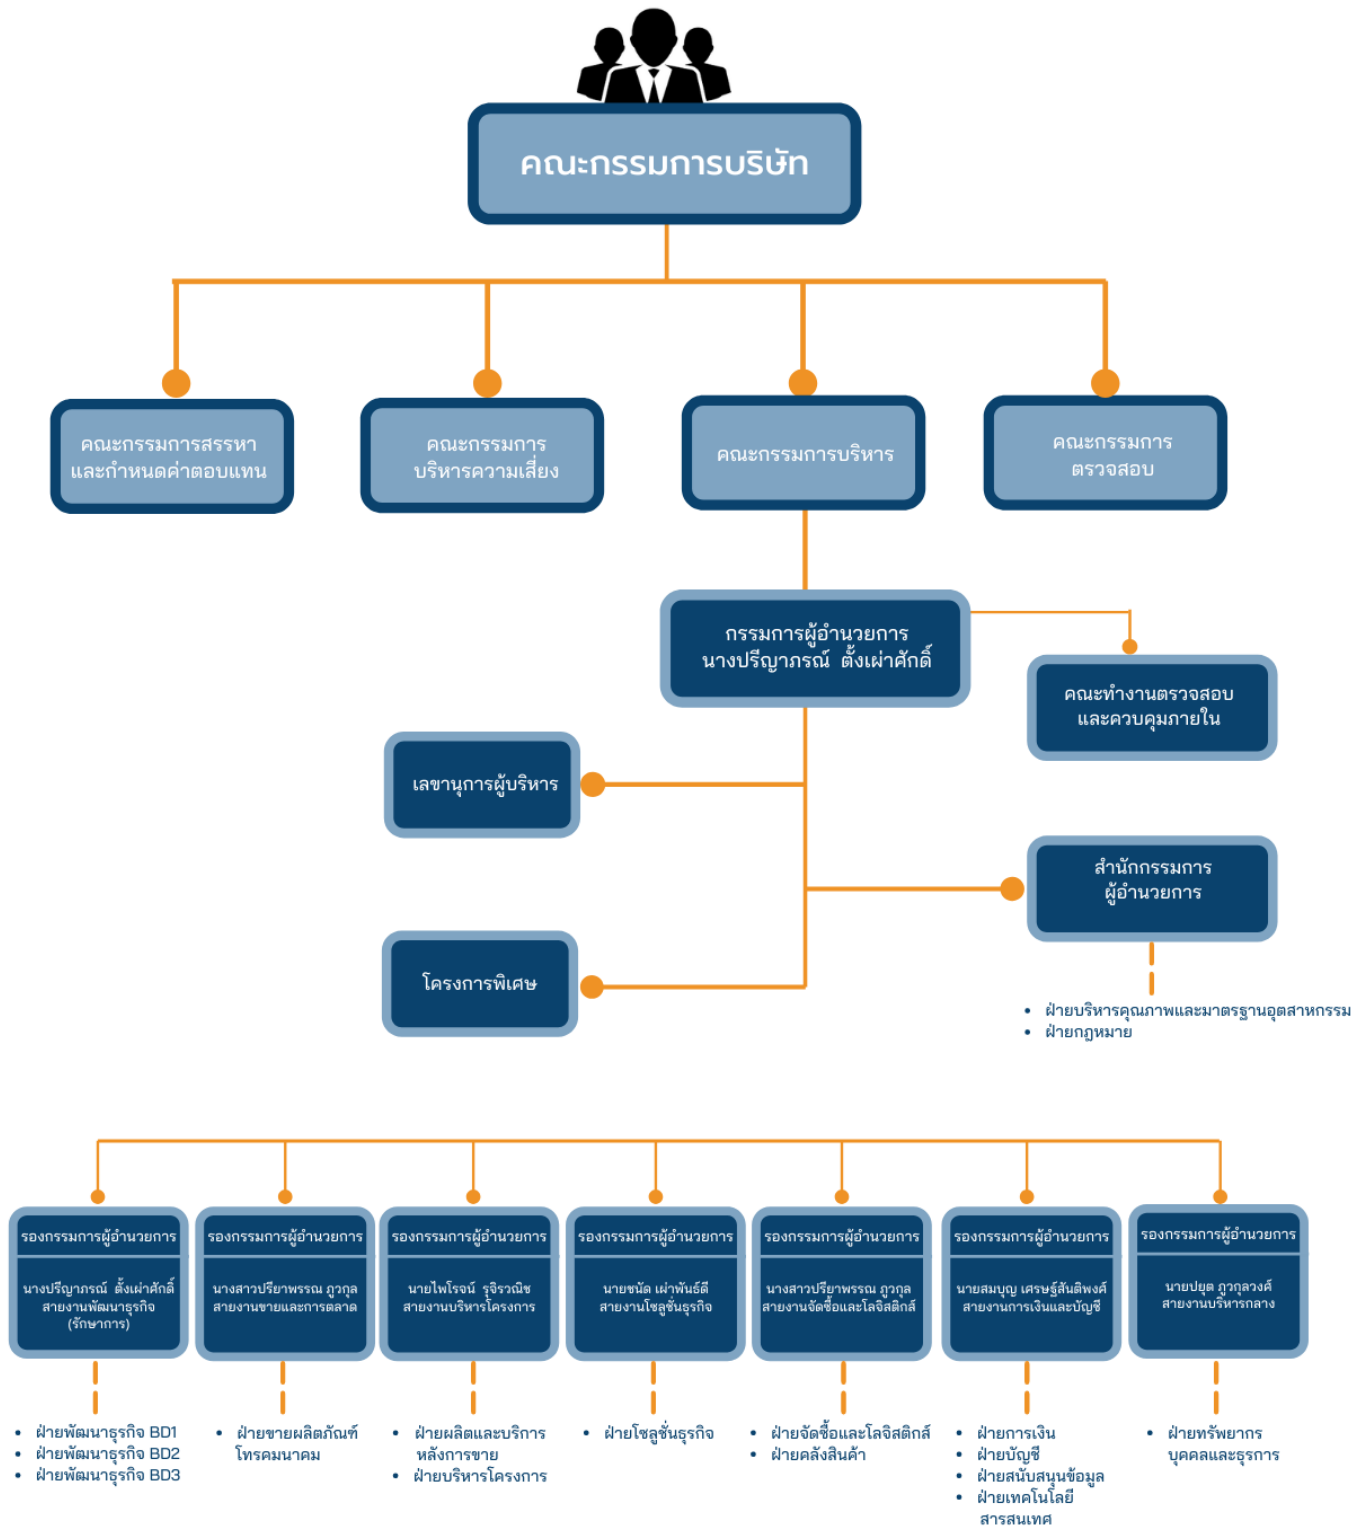 คณะกรรมการบริษัท
คณะกรรมการสรรหา
และกำหนดค่าตอบแทน
คณะกรรมการ
บริหารความเสี่ยง
คณะกรรมการบริหาร
คณะกรรมการ
ตรวจสอบ
กรรมการผู้อำนวยการ
นางปรีญาภรณ์ ตั้งเผ่าศักดิ์
คณะทำงานตรวจสอบ
และควบคุมภายใน
เลขานุการผู้บริหาร
สำนักกรรมการ
ผู้อำนวยการ
โครงการพิเศษ
• ฝ่ายบริหารคุณภาพและมาตรฐานอุตสาหกรรม
• ฝ่ายกฎหมาย
รองกรรมการผู้อำนวยการ
นางปรีญาภรณ์ ตั้งเผ่าศักดิ์
สายงานพัฒนาธุรกิจ
(รักษาการ)
• ฝ่ายพัฒนาธุรกิจ BD1
• ฝ่ายพัฒนาธุรกิจ BD2
• ฝ่ายพัฒนาธุรกิจ BD3
รองกรรมการผู้อำนวยการ
นางสาวปรียาพรรณ ภูวกุล
สายงานขายและการตลาด
• ฝ่ายขายผลิตภัณฑ์
โทรคมนาคม
รองกรรมการผู้อำนวยการ
นายไพโรจน์ รุจิรวณิช
สายงานบริหารโครงการ
• ฝ่ายผลิตและบริการ
หลังการขาย
• ฝ่ายบริหารโครงการ
รองกรรมการผู้อำนวยการ
นายชนัด เผ่าพันธ์ดี
สายงานโซลูชั่นธุรกิจ
• ฝ่ายโซลูชั่นธุรกิจ
รองกรรมการผู้อำนวยการ
นางสาวปรียาพรรณ ภูวกุล
สายงานจัดซื้อและโลจิสติกส์
• ฝ่ายจัดซื้อและโลจิสติกส์
• ฝ่ายคลังสินค้า
รองกรรมการผู้อำนวยการ
นายสมบุญ เศรษฐ์สันติพงศ์
สายงานการเงินและบัญชี
• ฝ่ายการเงิน
• ฝ่ายบัญชี
• ฝ่ายสนับสนุนข้อมูล
• ฝ่ายเทคโนโลยี
สารสนเทศ
รองกรรมการผู้อำนวยการ
นายปยุต ภูวกุลวงศ์
สายงานบริหารกลาง
• ฝ่ายทรัพยากร
บุคคลและธุรการ